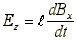 E_z = ℓ dB_x/dt